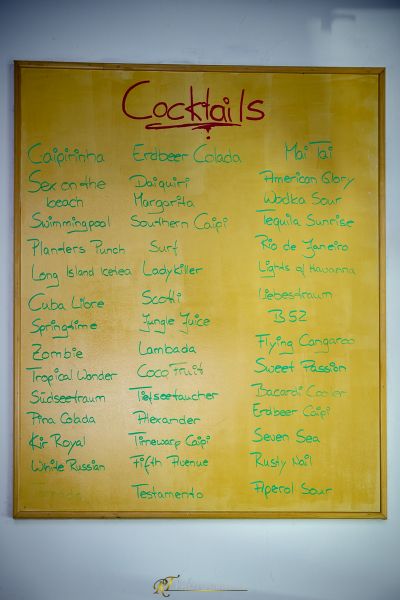 Cocktails
Caipirinha
Sex on the
beach
Swimmingpool
Planters Punch
Long Island Icetea
Cuba Libre
Springtime
Zombie
Tropical Wonder
Südseetraum
Pina Colada
Kir Royal
White Russian
Erdbeer Colada
Daiquiri
Margarita
Southern Caipi
Surf
Ladykiller
Scotti
Jungle Juice
Lambada
Coco Fruit
Tiefseetaucher
Alexander
Timewarp Caipi
Fifth Avenue
Testamento
Mai Tai
American Glory
Wodka Sour
Tequila Sunrise
Rio de Janeiro
Lights of Havanna
Liebestraum
B52
Flying Cangaroo
Sweet Passion
Bacardi Cooler
Erdbeer Caipi
Seven Sea
Rusty Nail
Aperol Sour